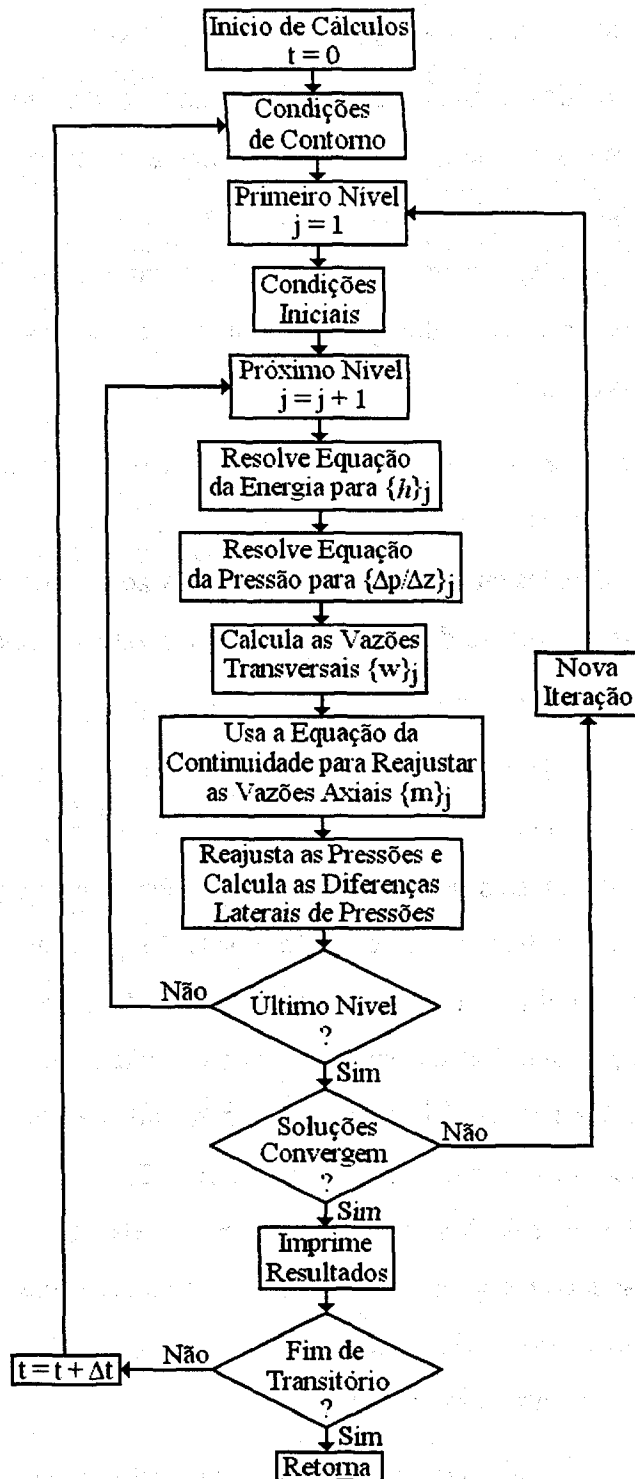 Início de Cálculos
t = 0
Condições
de Contorno
Primeiro Nível
j = 1
Condições
Iniciais
Próximo Nível
j = j + 1
Resolve Equação
da Energia para {h}j
Resolve Equação
da Pressão para {Δp/Δz}j
Calcula as Vazões
Transversais {w}j
Nova
Iteração
Usa a Equação da
Continuidade para Reajustar
as Vazões Axiais {m}j
Reajusta as Pressões e
Calcula as Diferenças
Laterais de Pressões
Não
Último Nível
?
Sim
Soluções
Convergem
?
Não
Sim
Imprime
Resultados
t = t + Δt
Não
Fim de
Transitório
?
Sim
Retorna